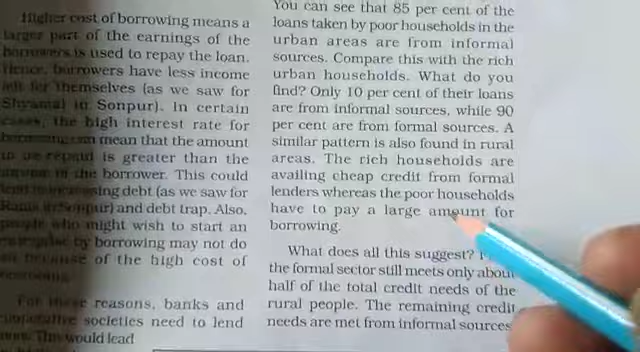 Higher cost of borrowing means a
larger part of the earnings of the
borrowers is used to repay the loan.
Hence, borrowers have less income
left for themselves (as we saw for
Shyamal in Sonpur). In certain
cases, the high interest rate for
borrowing can mean that the amount
to be repaid is greater than the
income of the borrower. This could
lead to increasing debt (as we saw for
Rama in Sonpur) and debt trap. Also,
people who might wish to start an
enterprise by borrowing may not do
so because of the high cost of
borrowing.
For these reasons, banks and
cooperative societies need to lend
more. This would lead
You can see that 85 per cent of the
loans taken by poor households in the
urban areas are from informal
sources. Compare this with the rich
urban households. What do you
find? Only 10 per cent of their loans
are from informal sources, while 90
per cent are from formal sources. A
similar pattern is also found in rural
areas. The rich households are
availing cheap credit from formal
lenders whereas the poor households
have to pay a large amount for
borrowing.
What does all this suggest?
the formal sector still meets only about
half of the total credit needs of the
rural people. The remaining credit
needs are met from informal sources